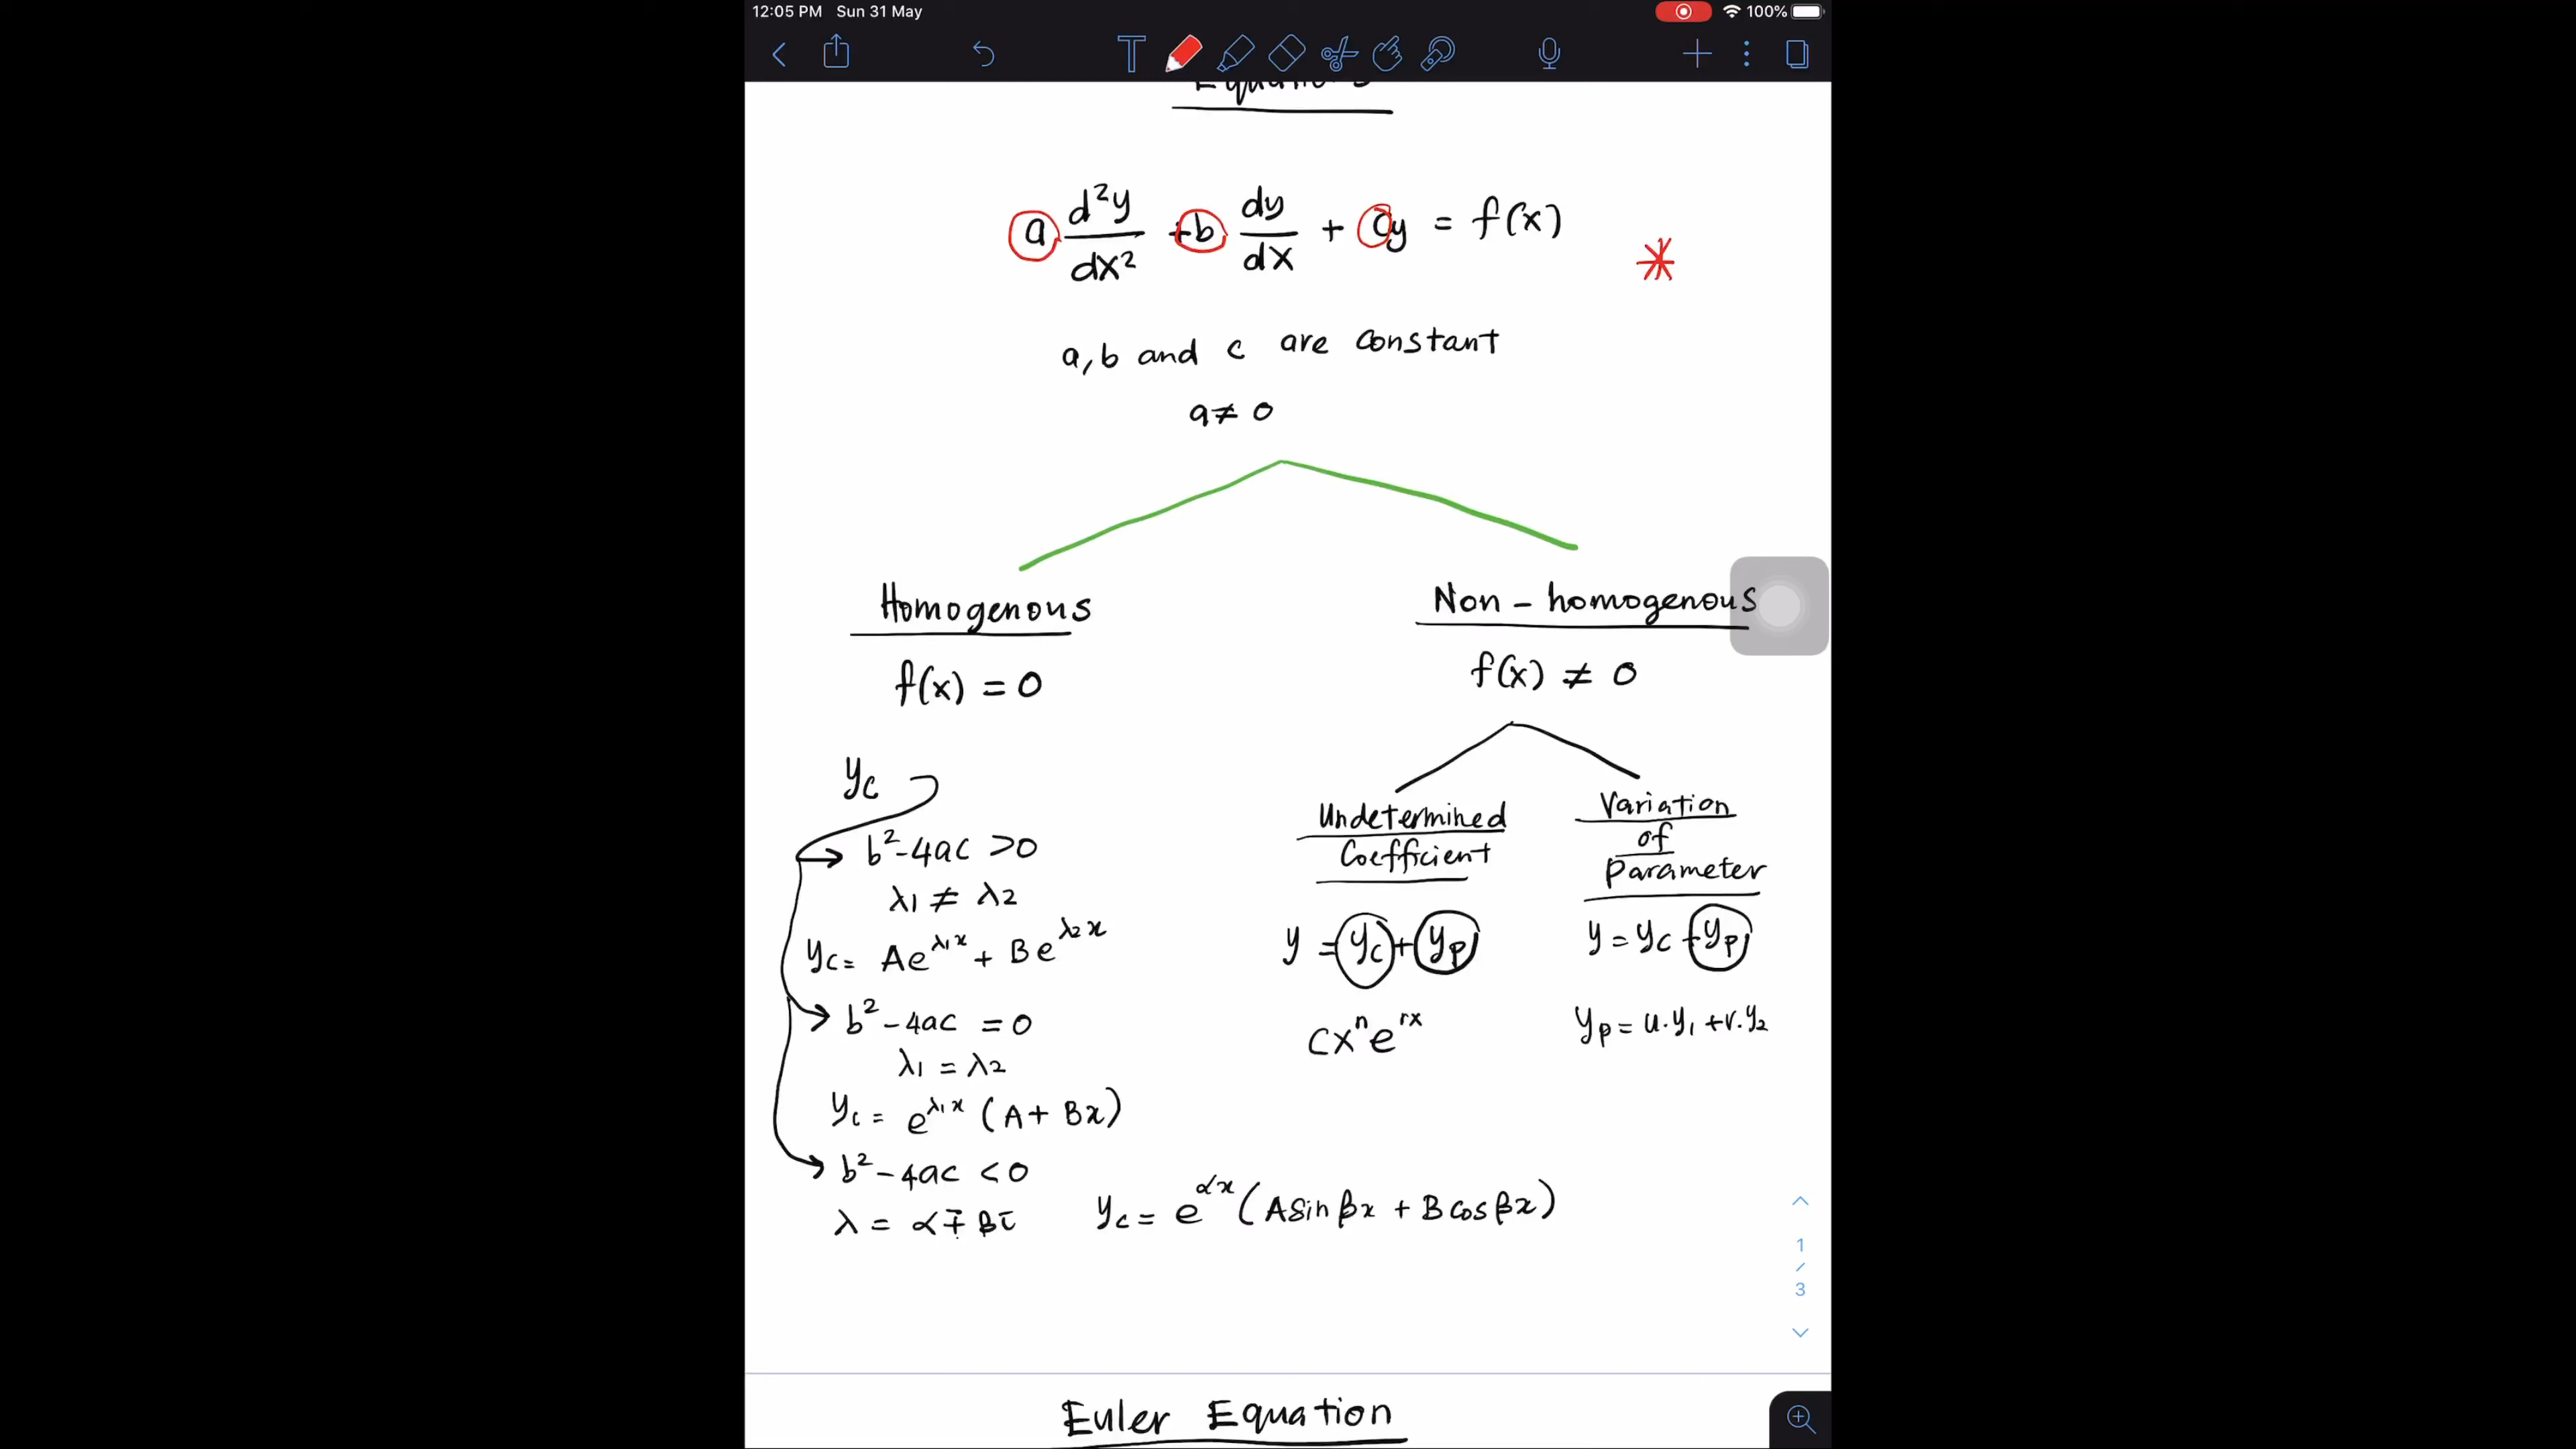 12:05 PM Sun 31 May
100%
Equations
a d²y/dx² + b dy/dx + cy = f(x) *
a, b and c are constant
a ≠ 0
Homogenous
f(x) = 0
yc
b² - 4ac > 0
λ1 ≠ λ2
yc = Ae^λ1x + Be^λ2x
b² - 4ac = 0
λ1 = λ2
yc = e^λ1x (A + Bx)
b² - 4ac < 0
λ = α ∓ βi
yc = e^αx (A sin βx + B cos βx)
Non - homogenous
f(x) ≠ 0
Undetermined
Coefficient
y = yc + yp
Cx^n e^rx
Variation
of
Parameter
y = yc + yp
yp = u.y1 + v.y2
1
/
3
Euler Equation